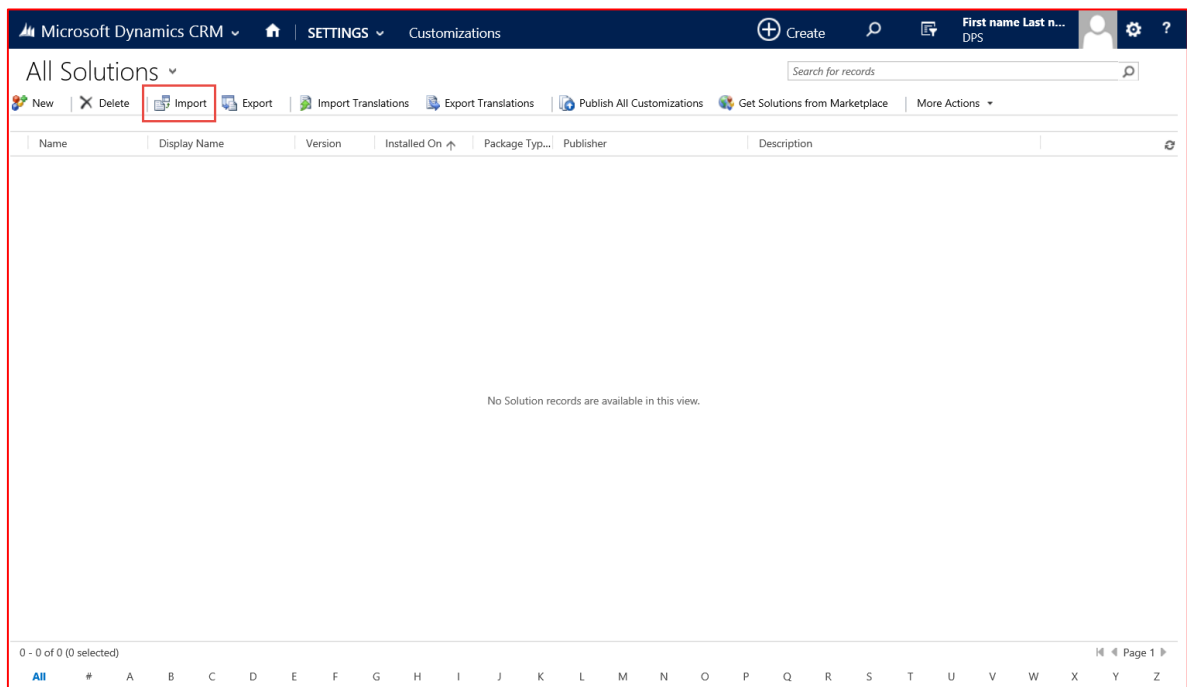 Microsoft Dynamics CRM SETTINGS Customizations Create First name Last n... ?
DPS
All Solutions Search for records
New Delete Import Export Import Translations Export Translations Publish All Customizations Get Solutions from Marketplace More Actions
Name Display Name Version Installed On Package Typ... Publisher Description
No Solution records are available in this view.
0 - 0 of 0 (0 selected) Page 1
All # A B C D E F G H I J K L M N O P Q R S T U V W X Y Z